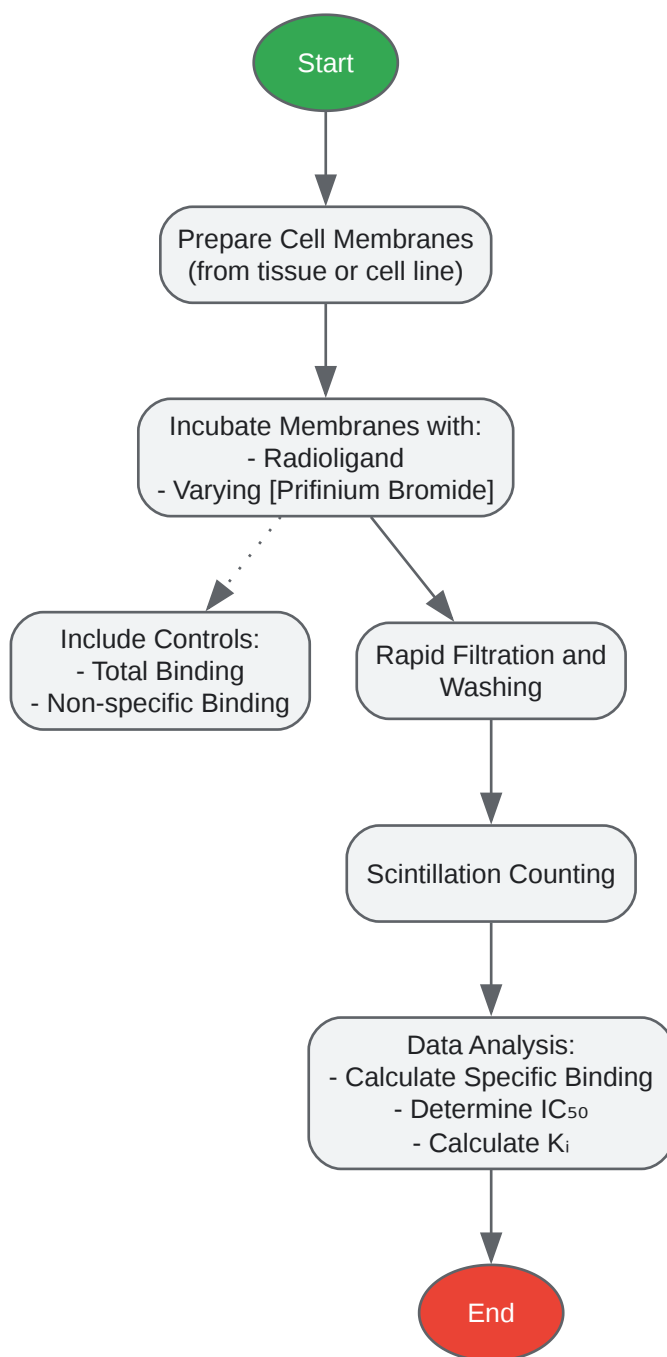 Start
Prepare Cell Membranes
(from tissue or cell line)
Incubate Membranes with:
- Radioligand
- Varying [Prifinium Bromide]
Include Controls:
- Total Binding
- Non-specific Binding
Rapid Filtration and
Washing
Scintillation Counting
Data Analysis:
- Calculate Specific Binding
- Determine IC₅₀
- Calculate Kᵢ
End